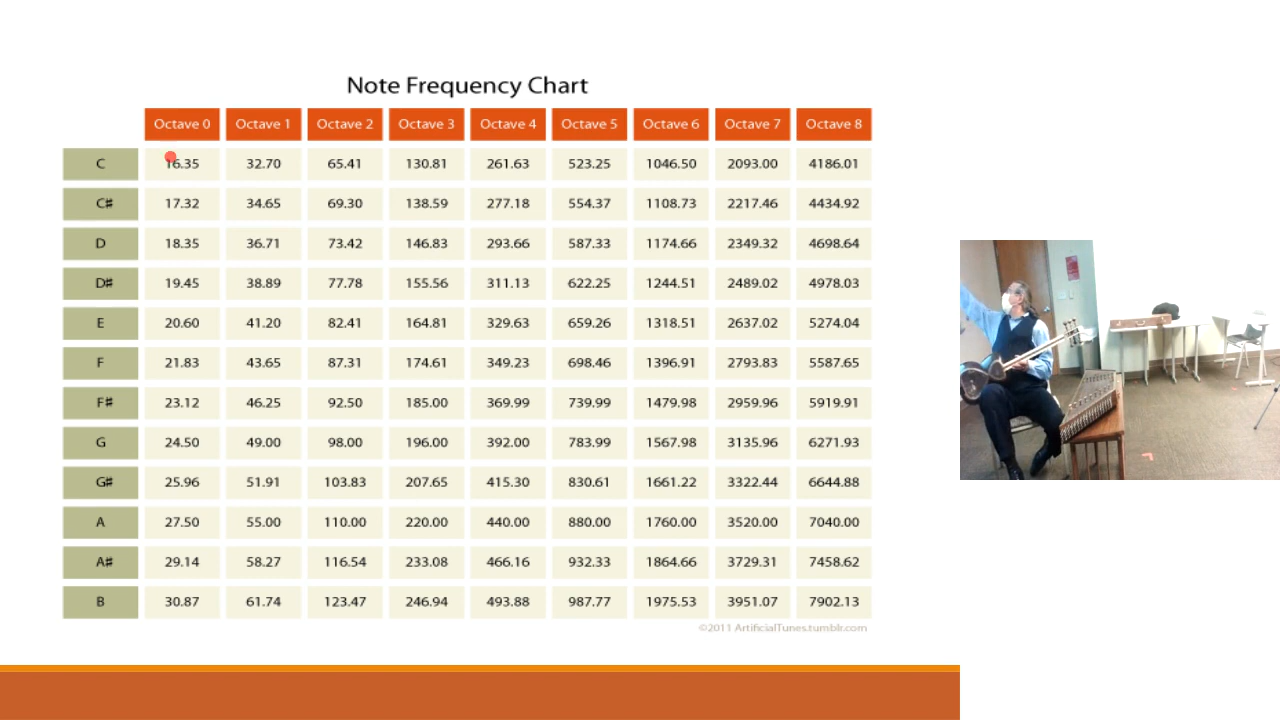 Note Frequency Chart
Octave 0 Octave 1 Octave 2 Octave 3 Octave 4 Octave 5 Octave 6 Octave 7 Octave 8
C 16.35 32.70 65.41 130.81 261.63 523.25 1046.50 2093.00 4186.01
C# 17.32 34.65 69.30 138.59 277.18 554.37 1108.73 2217.46 4434.92
D 18.35 36.71 73.42 146.83 293.66 587.33 1174.66 2349.32 4698.64
D# 19.45 38.89 77.78 155.56 311.13 622.25 1244.51 2489.02 4978.03
E 20.60 41.20 82.41 164.81 329.63 659.26 1318.51 2637.02 5274.04
F 21.83 43.65 87.31 174.61 349.23 698.46 1396.91 2793.83 5587.65
F# 23.12 46.25 92.50 185.00 369.99 739.99 1479.98 2959.96 5919.91
G 24.50 49.00 98.00 196.00 392.00 783.99 1567.98 3135.96 6271.93
G# 25.96 51.91 103.83 207.65 415.30 830.61 1661.22 3322.44 6644.88
A 27.50 55.00 110.00 220.00 440.00 880.00 1760.00 3520.00 7040.00
A# 29.14 58.27 116.54 233.08 466.16 932.33 1864.66 3729.31 7458.62
B 30.87 61.74 123.47 246.94 493.88 987.77 1975.53 3951.07 7902.13
©2011 ArtificialTunes.tumblr.com